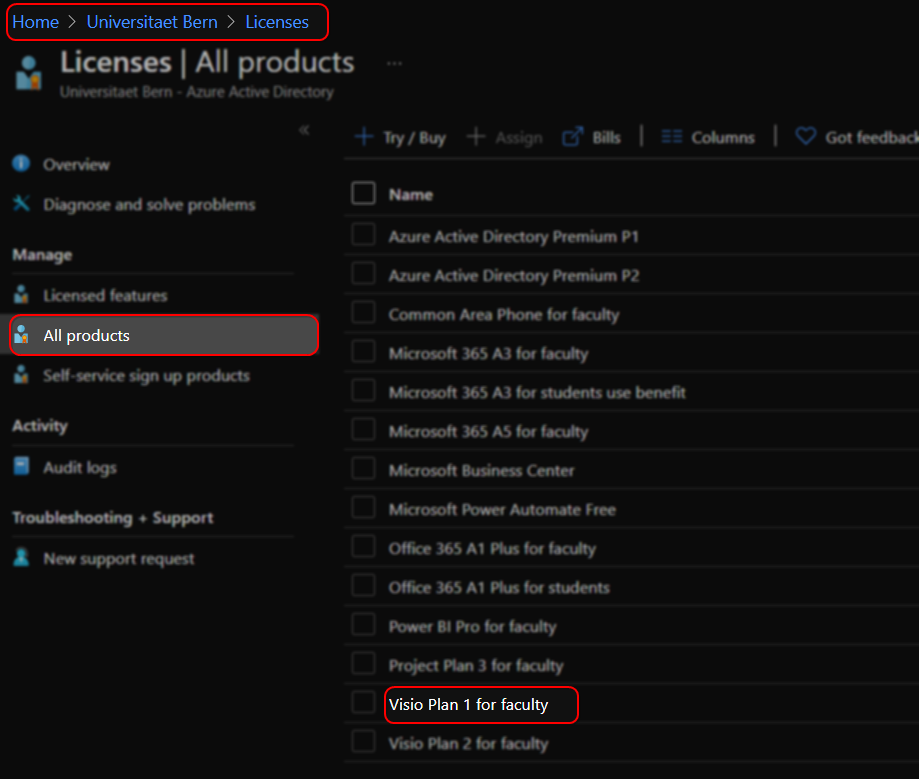 Home > Universitaet Bern > Licenses
Licenses | All products ...
Universitaet Bern - Azure Active Directory
«
Overview
Diagnose and solve problems
Manage
Licensed features
All products
Self-service sign up products
Activity
Audit logs
Troubleshooting + Support
New support request
Try / Buy Assign Bills | Columns | Got feedback
Name
Azure Active Directory Premium P1
Azure Active Directory Premium P2
Common Area Phone for faculty
Microsoft 365 A3 for faculty
Microsoft 365 A3 for students use benefit
Microsoft 365 A5 for faculty
Microsoft Business Center
Microsoft Power Automate Free
Office 365 A1 Plus for faculty
Office 365 A1 Plus for students
Power BI Pro for faculty
Project Plan 3 for faculty
Visio Plan 1 for faculty
Visio Plan 2 for faculty